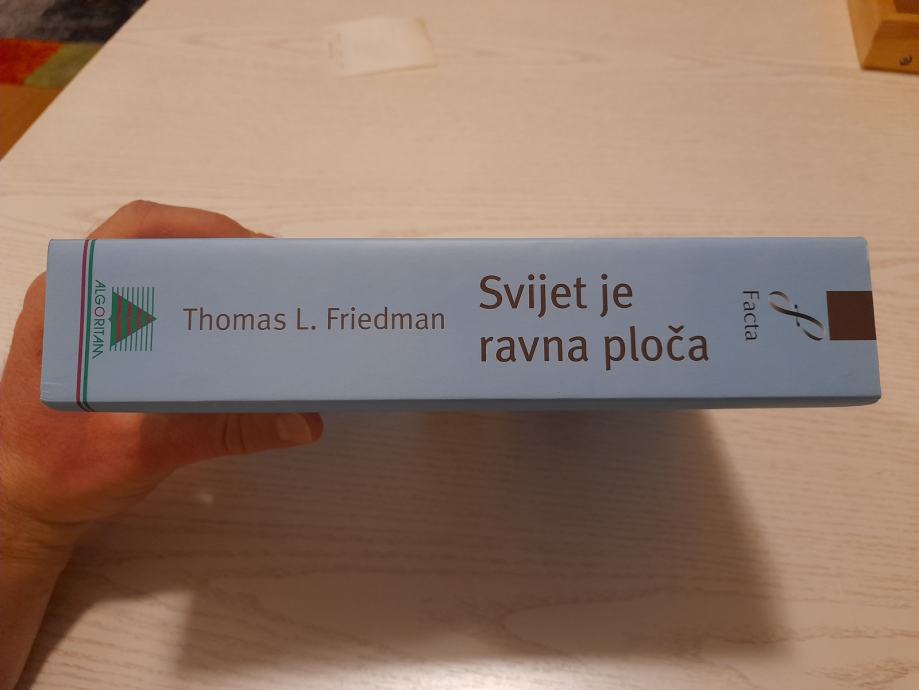 ALGORITAM
Thomas L. Friedman
Svijet je
ravna ploča
Facta